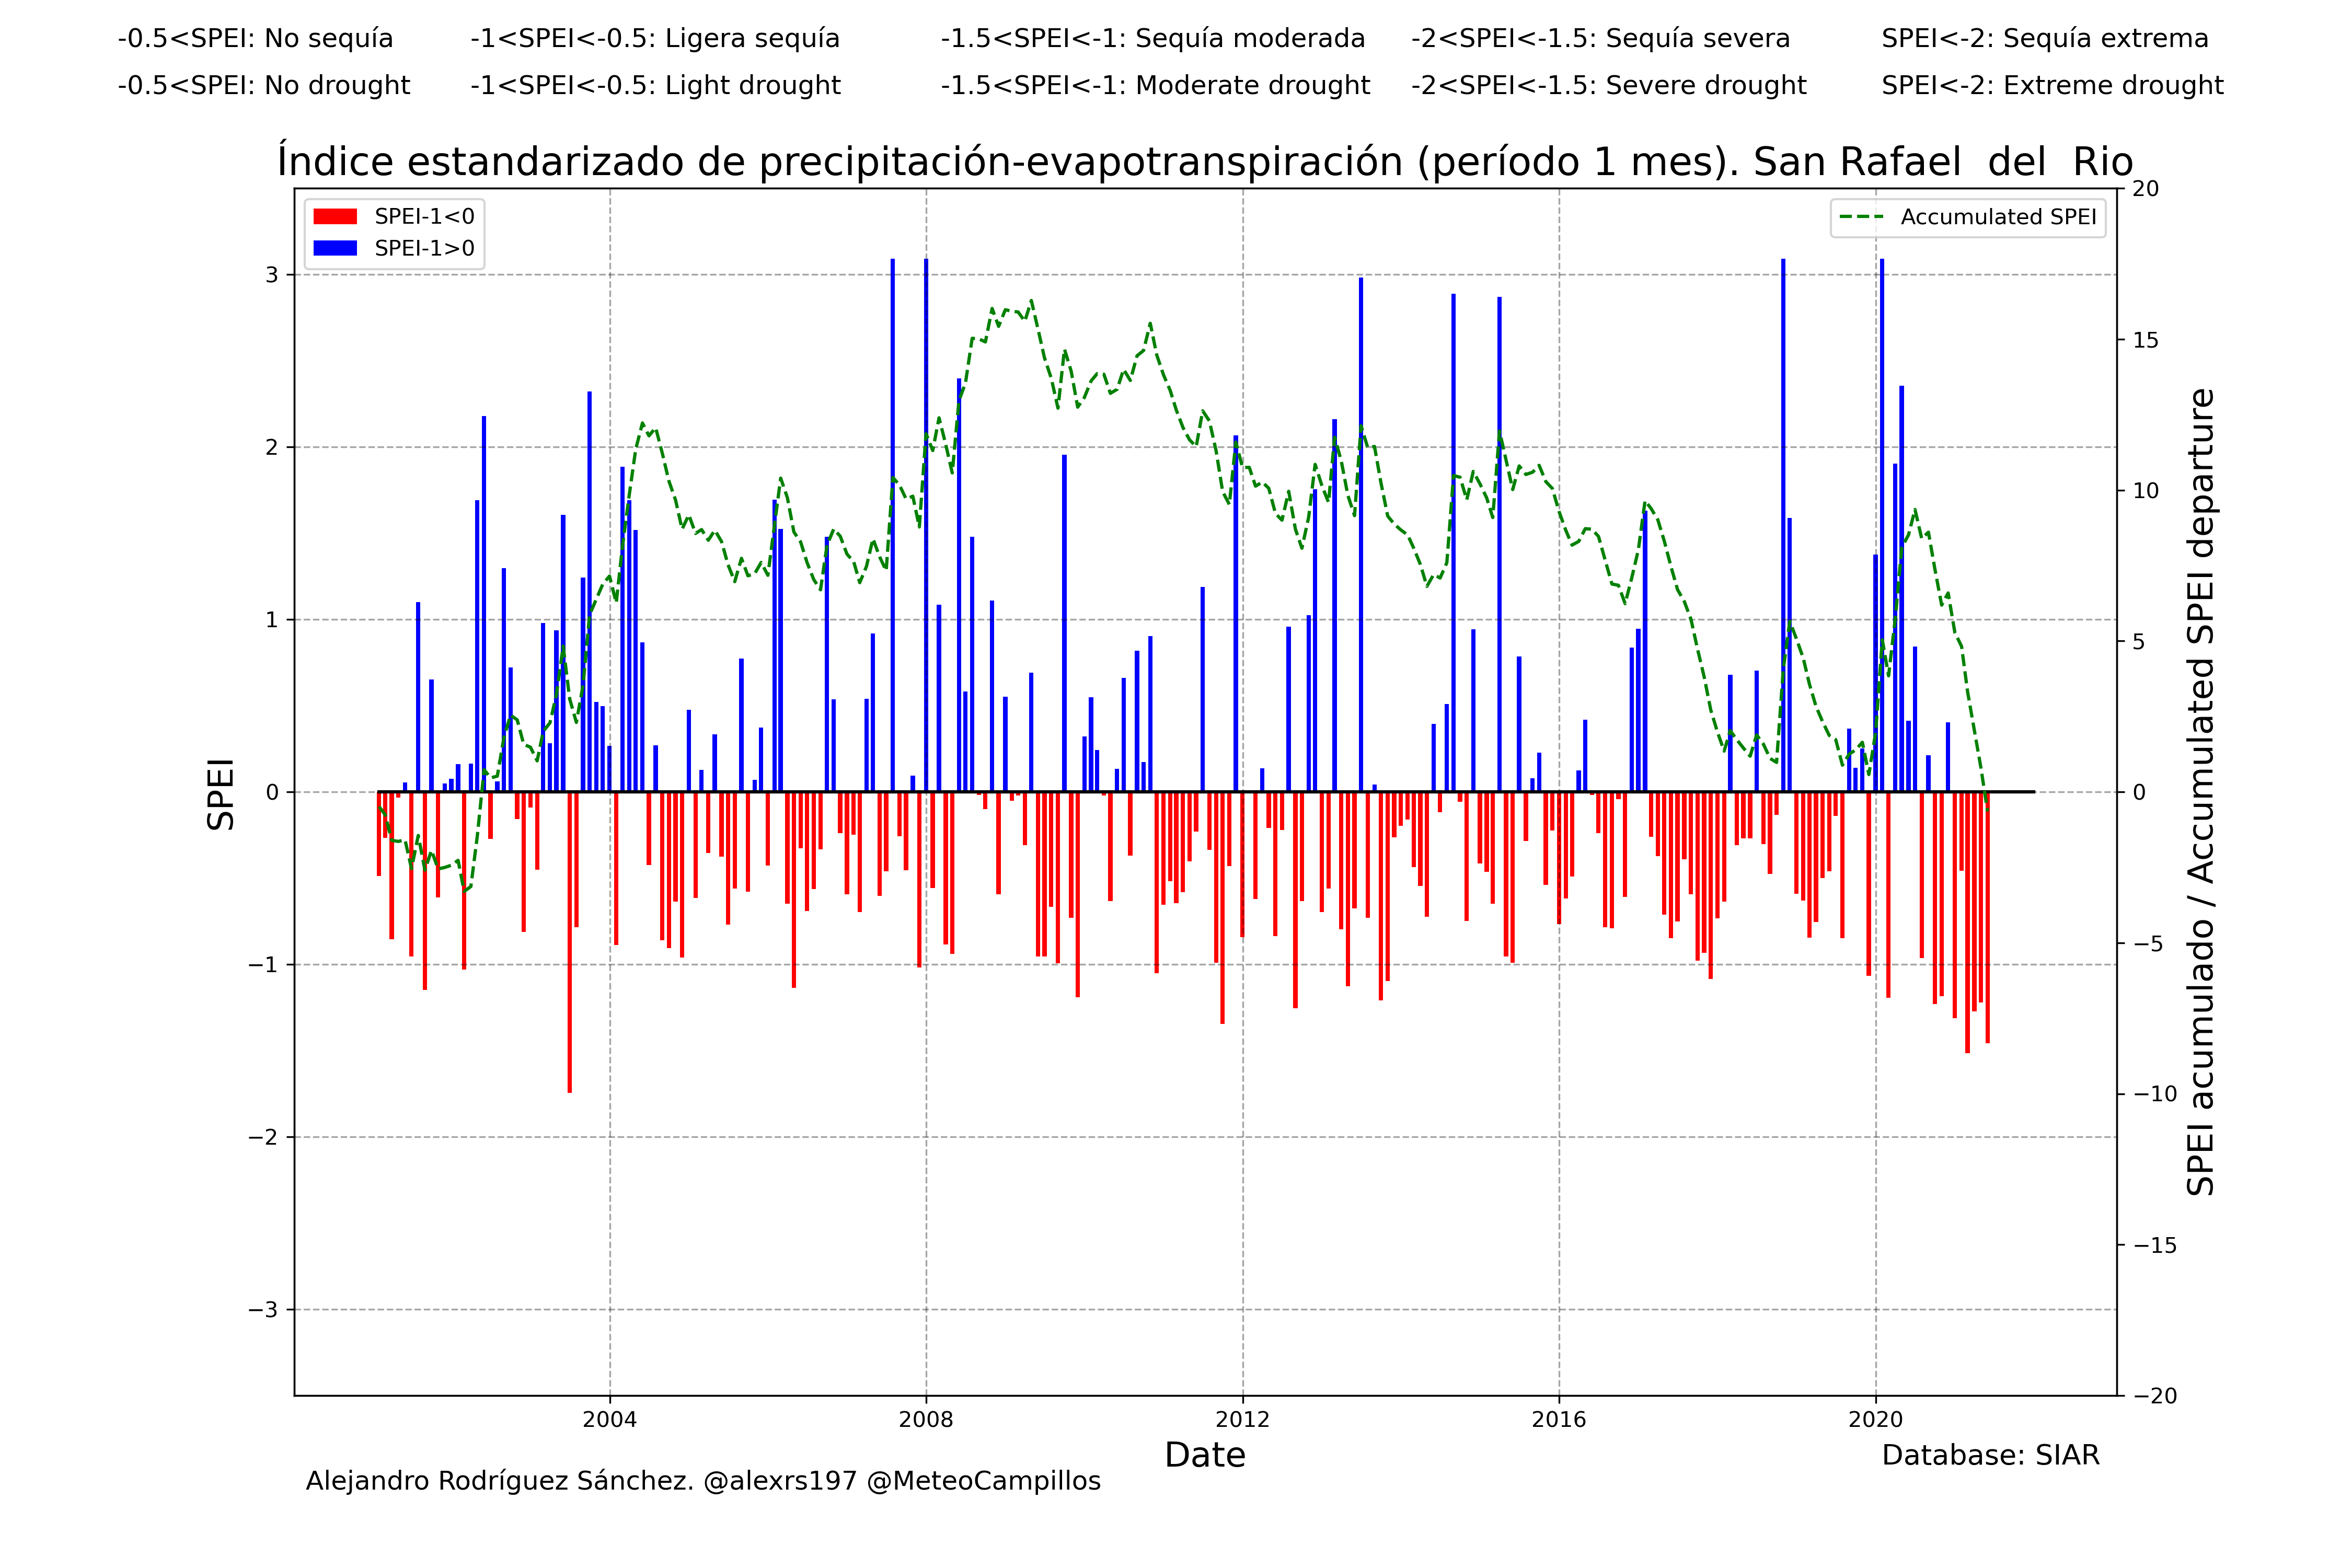 -0.5<SPEI: No sequía -1<SPEI<-0.5: Ligera sequía -1.5<SPEI<-1: Sequía moderada -2<SPEI<-1.5: Sequía severa SPEI<-2: Sequía extrema
-0.5<SPEI: No drought -1<SPEI<-0.5: Light drought -1.5<SPEI<-1: Moderate drought -2<SPEI<-1.5: Severe drought SPEI<-2: Extreme drought
Índice estandarizado de precipitación-evapotranspiración (período 1 mes). San Rafael  del  Rio
SPEI-1<0
SPEI-1>0
Accumulated SPEI
SPEI
3
2
1
0
−1
−2
−3
20
15
10
5
0
−5
−10
−15
−20
SPEI acumulado / Accumulated SPEI departure
2004 2008 2012 2016 2020
Date
Database: SIAR
Alejandro Rodríguez Sánchez. @alexrs197 @MeteoCampillos